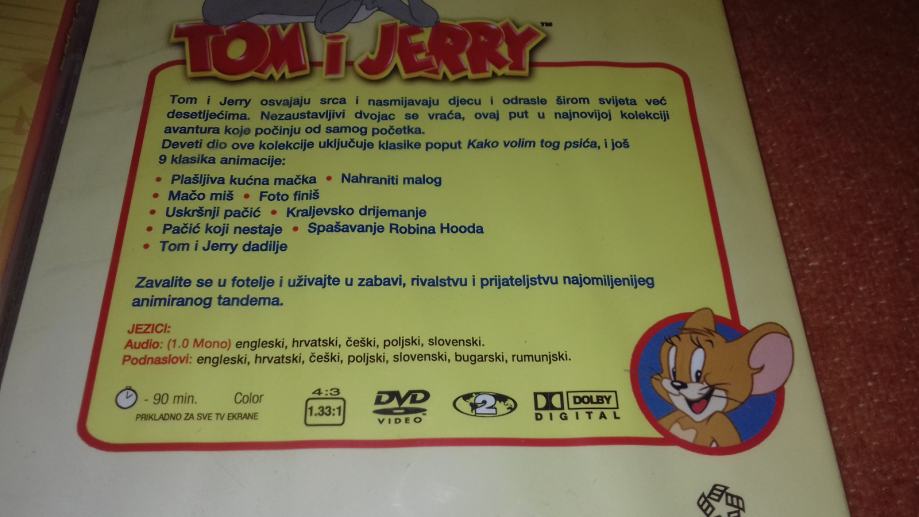 TOM i JERRY™
Tom i Jerry osvajaju srca i nasmijavaju djecu i odrasle širom svijeta već
desetljećima. Nezaustavljivi dvojac se vraća, ovaj put u najnovijoj kolekciji
avantura koje počinju od samog početka.
Deveti dio ove kolekcije uključuje klasike poput Kako volim tog psića, i još
9 klasika animacije:
• Plašljiva kućna mačka • Nahraniti malog
• Mačo miš • Foto finiš
• Uskršnji pačić • Kraljevsko drijemanje
• Pačić koji nestaje • Spašavanje Robina Hooda
• Tom i Jerry dadilje
Zavalite se u fotelje i uživajte u zabavi, rivalstvu i prijateljstvu najomiljenijeg
animiranog tandema.
JEZICI:
Audio: (1.0 Mono) engleski, hrvatski, češki, poljski, slovenski.
Podnaslovi: engleski, hrvatski, češki, poljski, slovenski, bugarski, rumunjski.
- 90 min. Color
PRIKLADNO ZA SVE TV EKRANE
4:3
1.33:1
DVD
VIDEO
2
DOLBY
DIGITAL